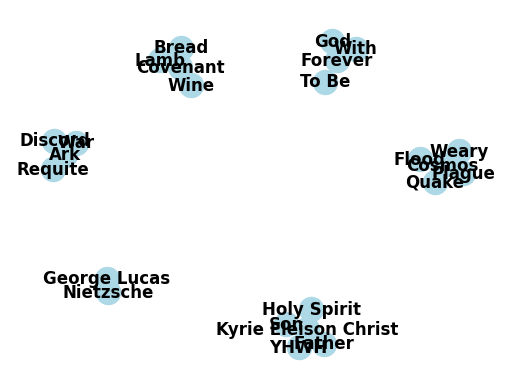 Bread
Lamb
Covenant
Wine
God
With
Forever
To Be
Discord
War
Ark
Requite
Weary
Flood
Cosmos
Plague
Quake
George Lucas
Nietzsche
Holy Spirit
Son
Kyrie Eleison Christ
Father
YHWH